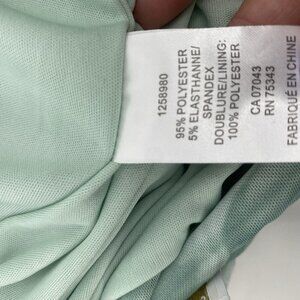 1258980
95% POLYESTER
5% ELASTHANNE/
SPANDEX
DOUBLURE/LINING:
100% POLYESTER
CA 07043
RN 75343
FABRIQUÉ EN CHINE